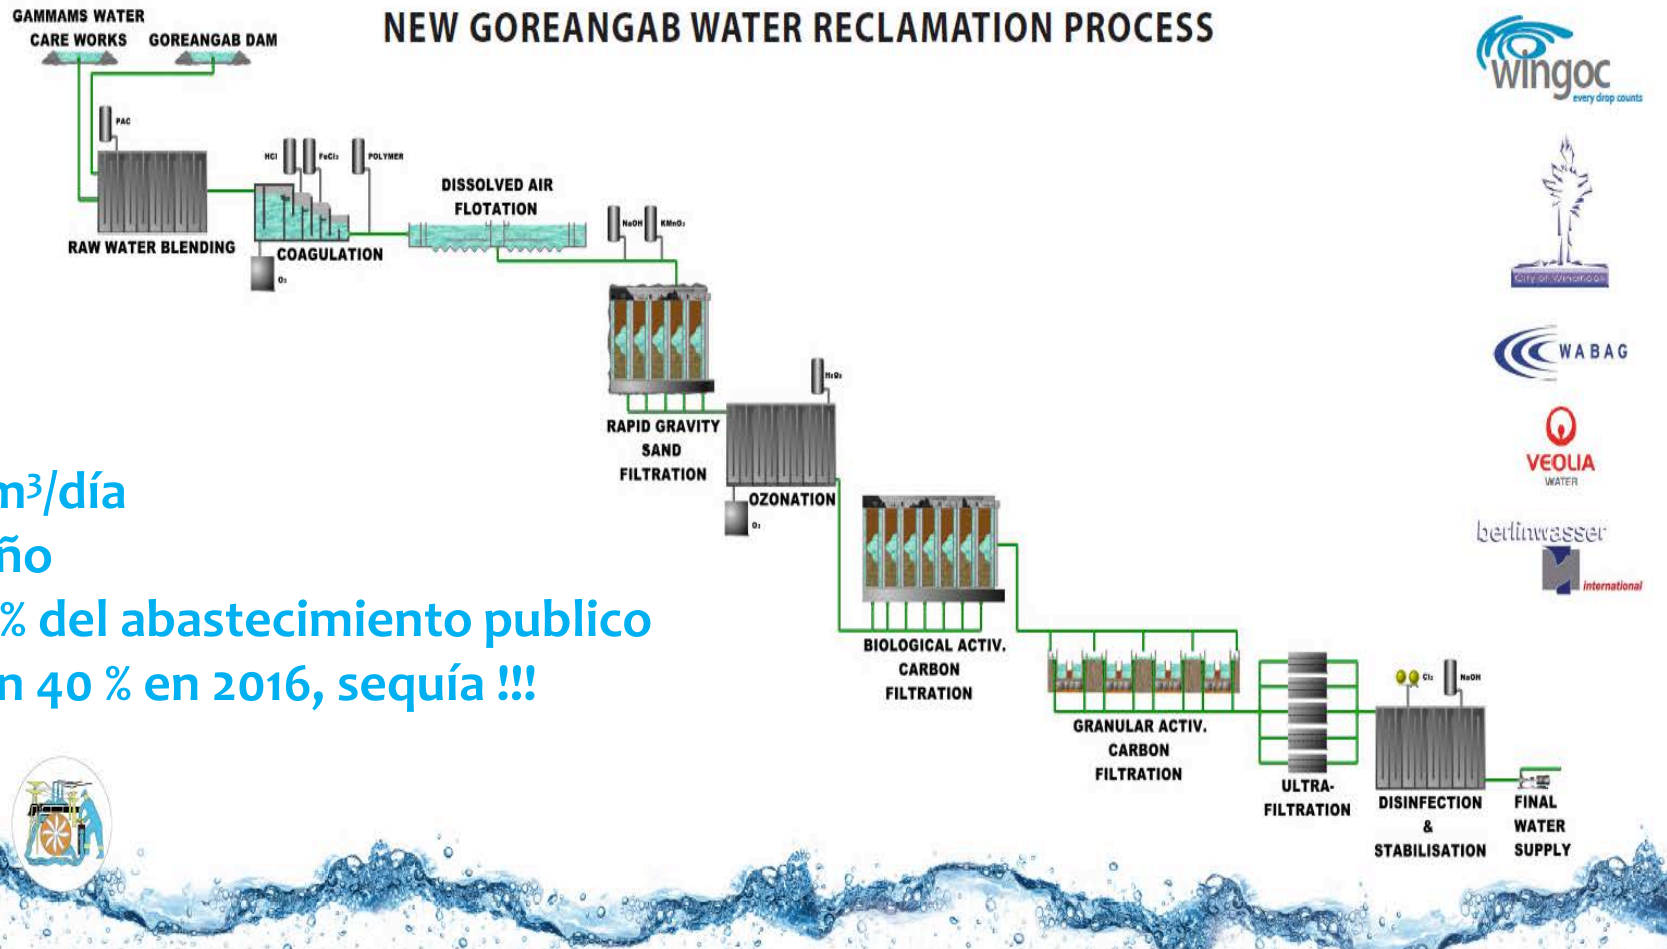 NEW GOREANGAB WATER RECLAMATION PROCESS
GAMMAMS WATER
CARE WORKS
GOREANGAB DAM
PAC
RAW WATER BLENDING
HCl
FeCl₃
POLYMER
O₃
COAGULATION
DISSOLVED AIR
FLOTATION
NaOH
KMnO₄
RAPID GRAVITY
SAND
FILTRATION
H₂O₂
OZONATION
O₃
BIOLOGICAL ACTIV.
CARBON
FILTRATION
GRANULAR ACTIV.
CARBON
FILTRATION
ULTRA-
FILTRATION
Cl₂
NaOH
DISINFECTION
&
STABILISATION
FINAL
WATER
SUPPLY
m³/día
ño
% del abastecimiento publico
n 40 % en 2016, sequía !!!
wingoc
every drop counts
City of Windhoek
WABAG
VEOLIA
WATER
berlinwasser
international